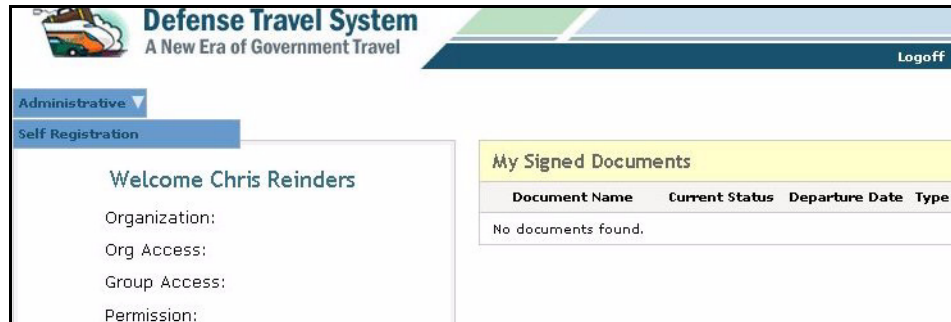 Defense Travel System
A New Era of Government Travel
Logoff
Administrative
Self Registration
Welcome Chris Reinders
Organization:
Org Access:
Group Access:
Permission:
My Signed Documents
Document Name Current Status Departure Date Type
No documents found.